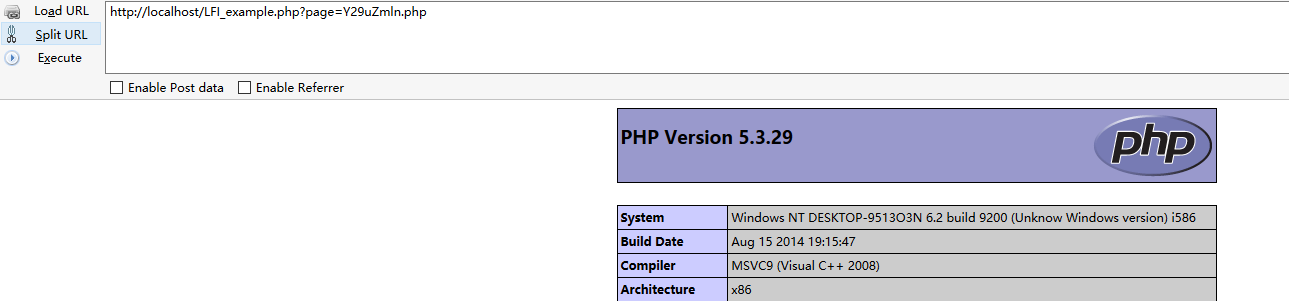 Load URL
http://localhost/LFI_example.php?page=Y29uZmln.php
Split URL
Execute
Enable Post data
Enable Referrer
PHP Version 5.3.29
php
System Windows NT DESKTOP-9513O3N 6.2 build 9200 (Unknow Windows version) i586
Build Date Aug 15 2014 19:15:47
Compiler MSVC9 (Visual C++ 2008)
Architecture x86